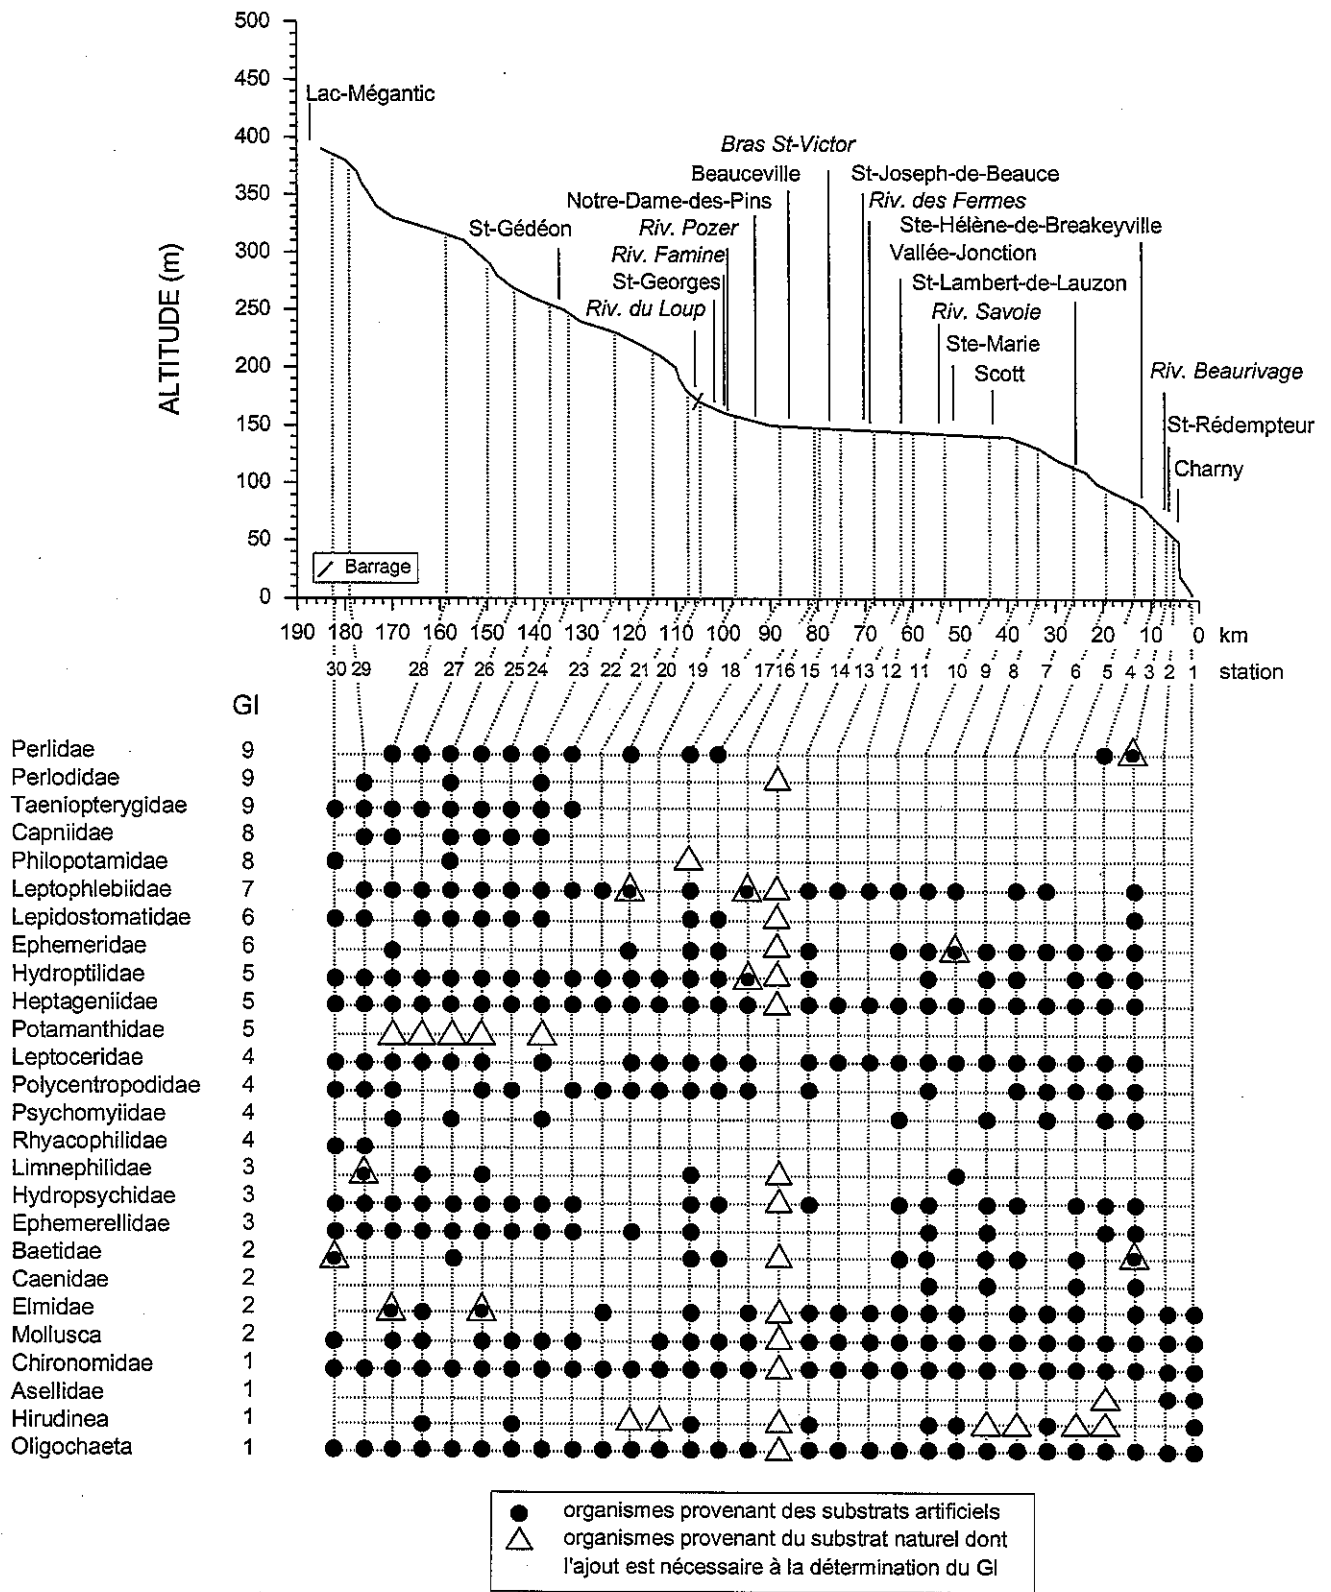 500
450
Lac-Mégantic
400
Bras St-Victor
350
Beauceville
St-Joseph-de-Beauce
Notre-Dame-des-Pins
Riv. des Fermes
300
St-Gédéon
Riv. Pozer
Ste-Hélène-de-Breakeyville
Riv. Famine
Vallée-Jonction
250
St-Georges
St-Lambert-de-Lauzon
Riv. du Loup
Riv. Savoie
200
Ste-Marie
Scott
Riv. Beaurivage
150
St-Rédempteur
100
Charny
50
Barrage
0
ALTITUDE (m)
190 180 170 160 150 140 130 120 110 100 90 80 70 60 50 40 30 20 10 0 km
30 29 28 27 26 25 24 23 22 21 20 19 18 17 16 15 14 13 12 11 10 9 8 7 6 5 4 3 2 1 station
GI
Perlidae 9
Perlodidae 9
Taeniopterygidae 9
Capniidae 8
Philopotamidae 8
Leptophlebiidae 7
Lepidostomatidae 6
Ephemeridae 6
Hydroptilidae 5
Heptageniidae 5
Potamanthidae 5
Leptoceridae 4
Polycentropodidae 4
Psychomyiidae 4
Rhyacophilidae 4
Limnephilidae 3
Hydropsychidae 3
Ephemerellidae 3
Baetidae 2
Caenidae 2
Elmidae 2
Mollusca 2
Chironomidae 1
Asellidae 1
Hirudinea 1
Oligochaeta 1
organismes provenant des substrats artificiels
organismes provenant du substrat naturel dont
l'ajout est nécessaire à la détermination du GI